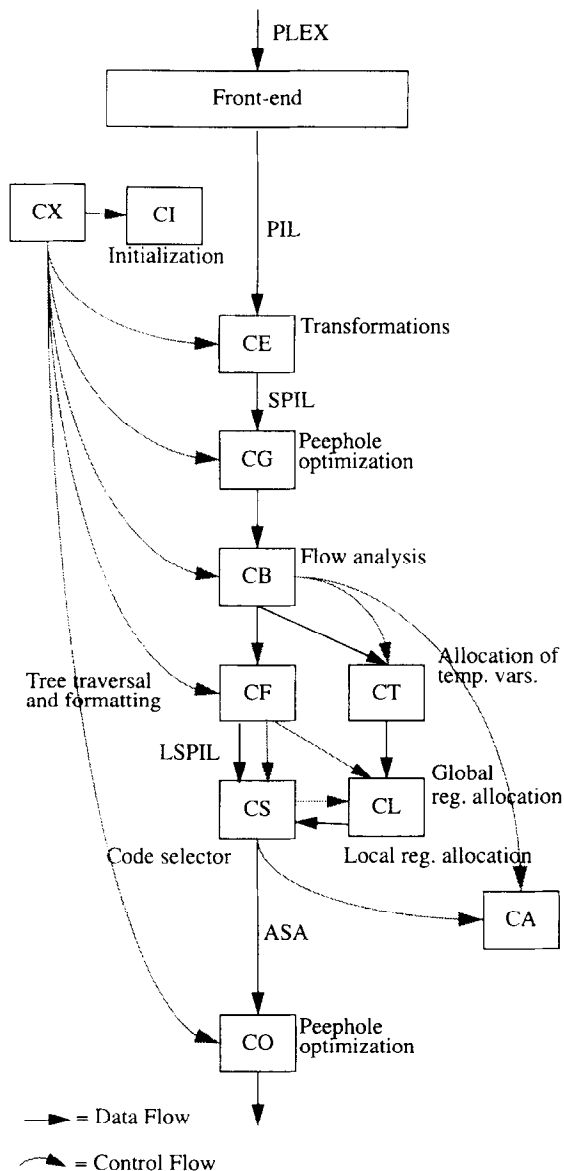 PLEX
Front-end
CX
CI
Initialization
PIL
CE
Transformations
SPIL
CG
Peephole
optimization
CB
Flow analysis
Tree traversal
and formatting
CF
CT
Allocation of
temp. vars.
LSPIL
CS
CL
Global
reg. allocation
Code selector
Local reg. allocation
CA
ASA
CO
Peephole
optimization
= Data Flow
= Control Flow